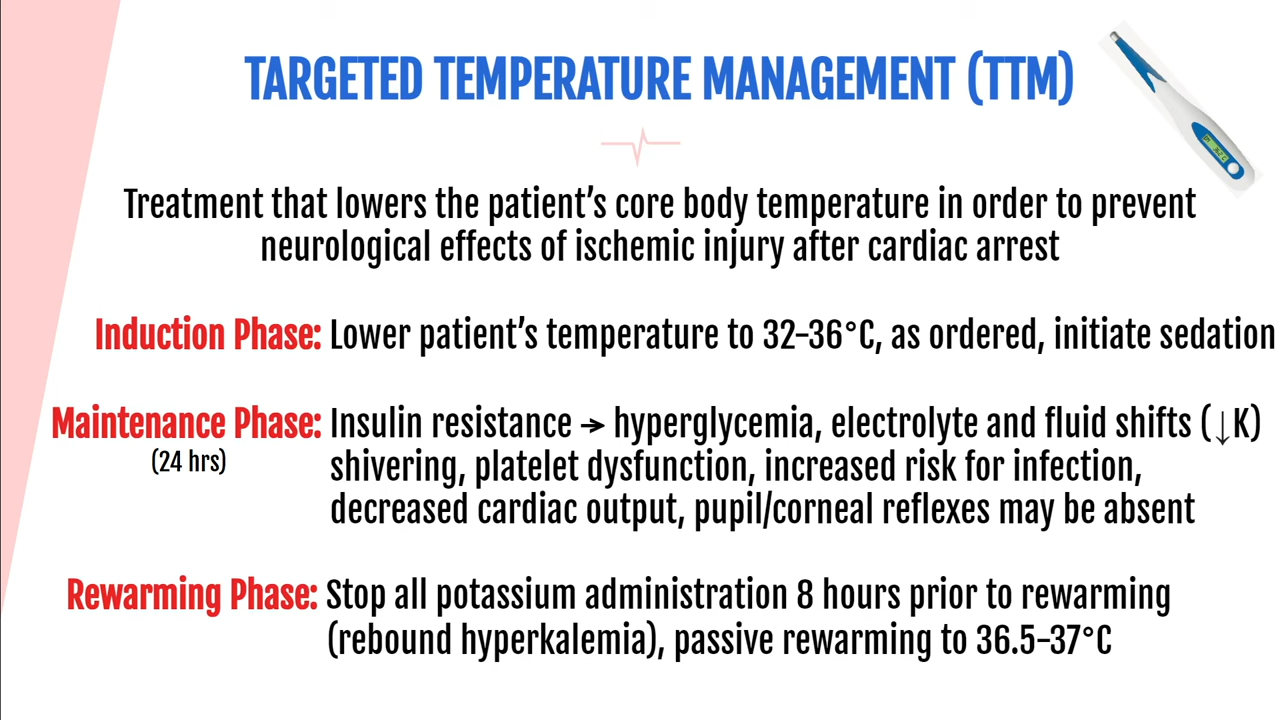 TARGETED TEMPERATURE MANAGEMENT (TTM)
Treatment that lowers the patient's core body temperature in order to prevent
neurological effects of ischemic injury after cardiac arrest
Induction Phase: Lower patient's temperature to 32-36°C, as ordered, initiate sedation
Maintenance Phase: Insulin resistance → hyperglycemia, electrolyte and fluid shifts (↓K)
(24 hrs) shivering, platelet dysfunction, increased risk for infection,
decreased cardiac output, pupil/corneal reflexes may be absent
Rewarming Phase: Stop all potassium administration 8 hours prior to rewarming
(rebound hyperkalemia), passive rewarming to 36.5-37°C